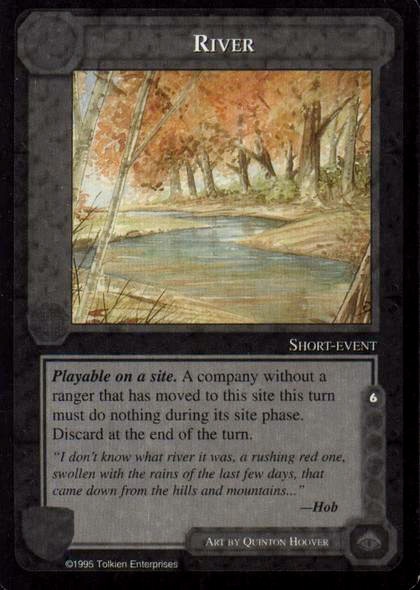 RIVER
SHORT-EVENT
Playable on a site. A company without a
ranger that has moved to this site this turn
must do nothing during its site phase.
Discard at the end of the turn.
6
"I don't know what river it was, a rushing red one,
swollen with the rains of the last few days, that
came down from the hills and mountains..."
—Hob
ART BY QUINTON HOOVER
©1995 Tolkien Enterprises